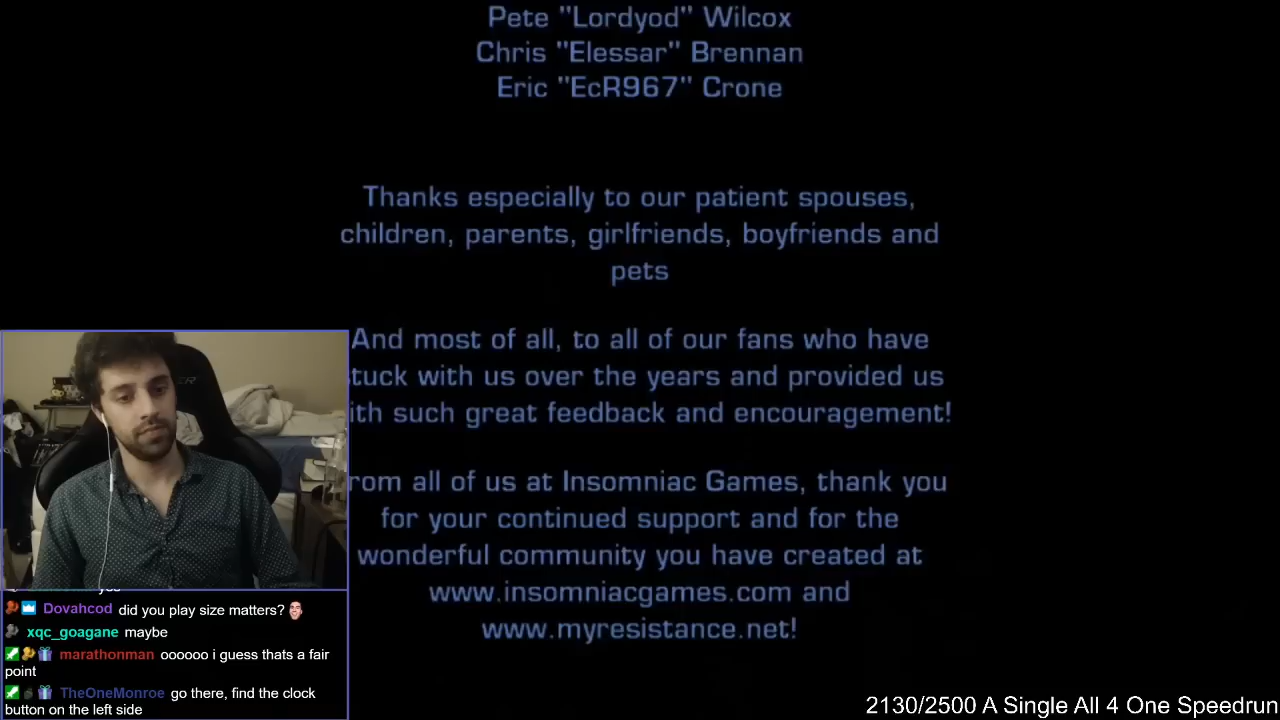 Pete "Lordyod" Wilcox
Chris "Elessar" Brennan
Eric "EcR967" Crone
Thanks especially to our patient spouses,
children, parents, girlfriends, boyfriends and
pets
And most of all, to all of our fans who have
tuck with us over the years and provided us
ith such great feedback and encouragement!
rom all of us at Insomniac Games, thank you
for your continued support and for the
wonderful community you have created at
www.insomniacgames.com and
www.myresistance.net!
Dovahcod did you play size matters?
xqc_goagane maybe
marathonman oooooo i guess thats a fair
point
TheOneMonroe go there, find the clock
button on the left side
2130/2500 A Single All 4 One Speedrun